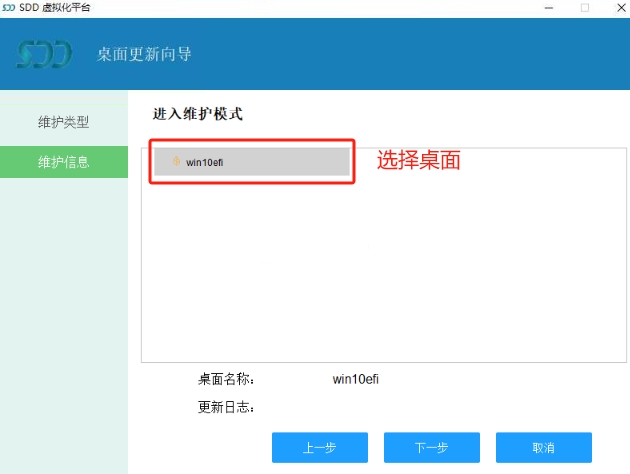 SDD 虚拟化平台
SDD 桌面更新向导
维护类型
维护信息
进入维护模式
win10efi 选择桌面
桌面名称: win10efi
更新日志:
上一步 下一步 取消